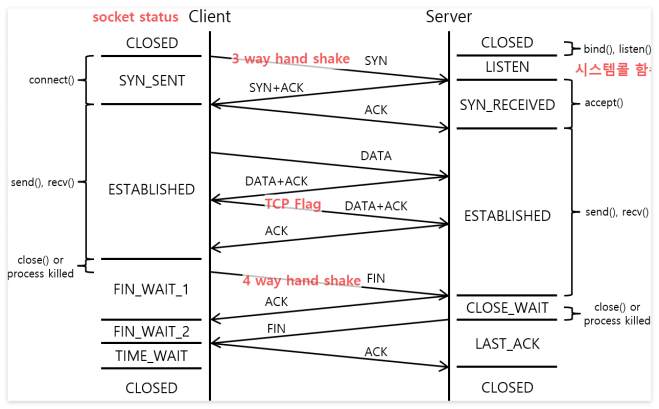 socket status Client Server
CLOSED CLOSED
bind(), listen()
3 way hand shake SYN
LISTEN 시스템콜 함
connect() SYN_SENT
SYN+ACK
SYN_RECEIVED accept()
ACK
DATA
send(), recv() ESTABLISHED DATA+ACK
TCP Flag DATA+ACK
ESTABLISHED send(), recv()
ACK
close() or
process killed
4 way hand shake FIN
FIN_WAIT_1
ACK
CLOSE_WAIT close() or
process killed
FIN_WAIT_2 FIN
TIME_WAIT LAST_ACK
ACK
CLOSED CLOSED